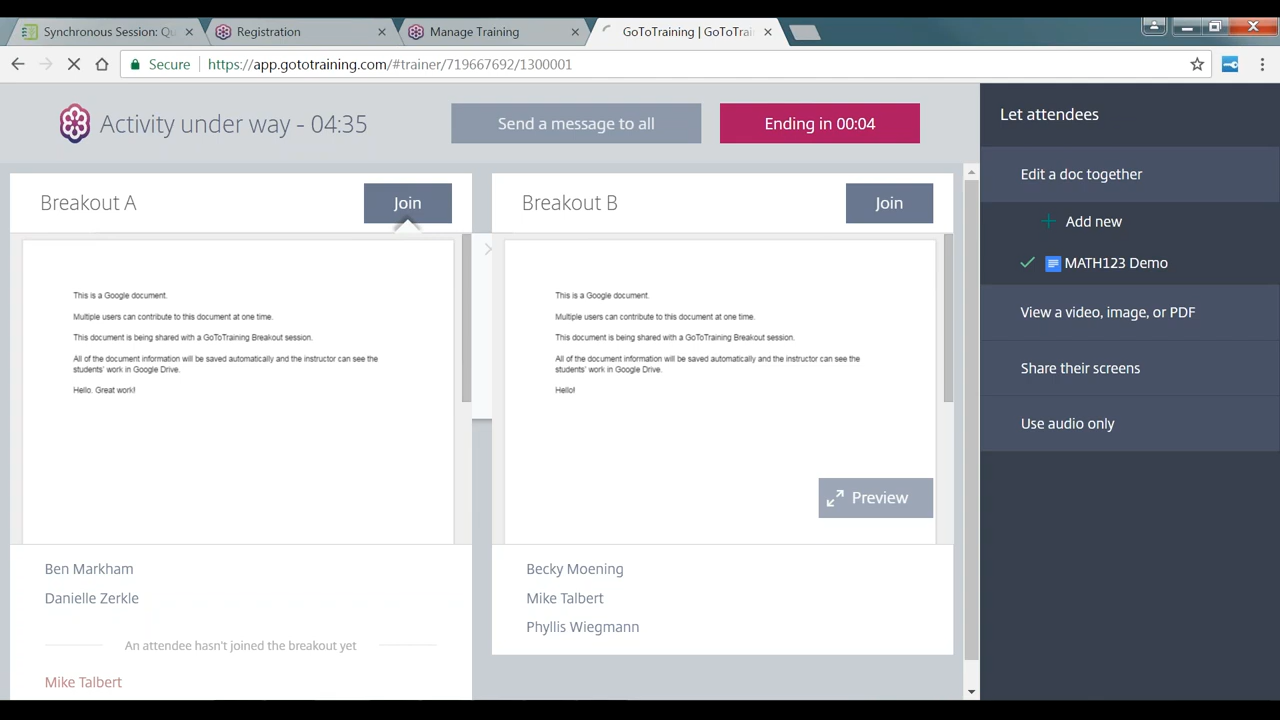 Synchronous Session: Qu
Registration
Manage Training
GoToTraining | GoToTrai
Secure
https://app.gototraining.com/#trainer/719667692/1300001
Activity under way - 04:35
Send a message to all
Ending in 00:04
Let attendees
Edit a doc together
Add new
MATH123 Demo
View a video, image, or PDF
Share their screens
Use audio only
Breakout A
Join
This is a Google document.
Multiple users can contribute to this document at one time.
This document is being shared with a GoToTraining Breakout session.
All of the document information will be saved automatically and the instructor can see the
students' work in Google Drive.
Hello. Great work!
Ben Markham
Danielle Zerkle
An attendee hasn't joined the breakout yet
Mike Talbert
Breakout B
Join
This is a Google document.
Multiple users can contribute to this document at one time.
This document is being shared with a GoToTraining Breakout session.
All of the document information will be saved automatically and the instructor can see the
students' work in Google Drive.
Hello!
Preview
Becky Moening
Mike Talbert
Phyllis Wiegmann